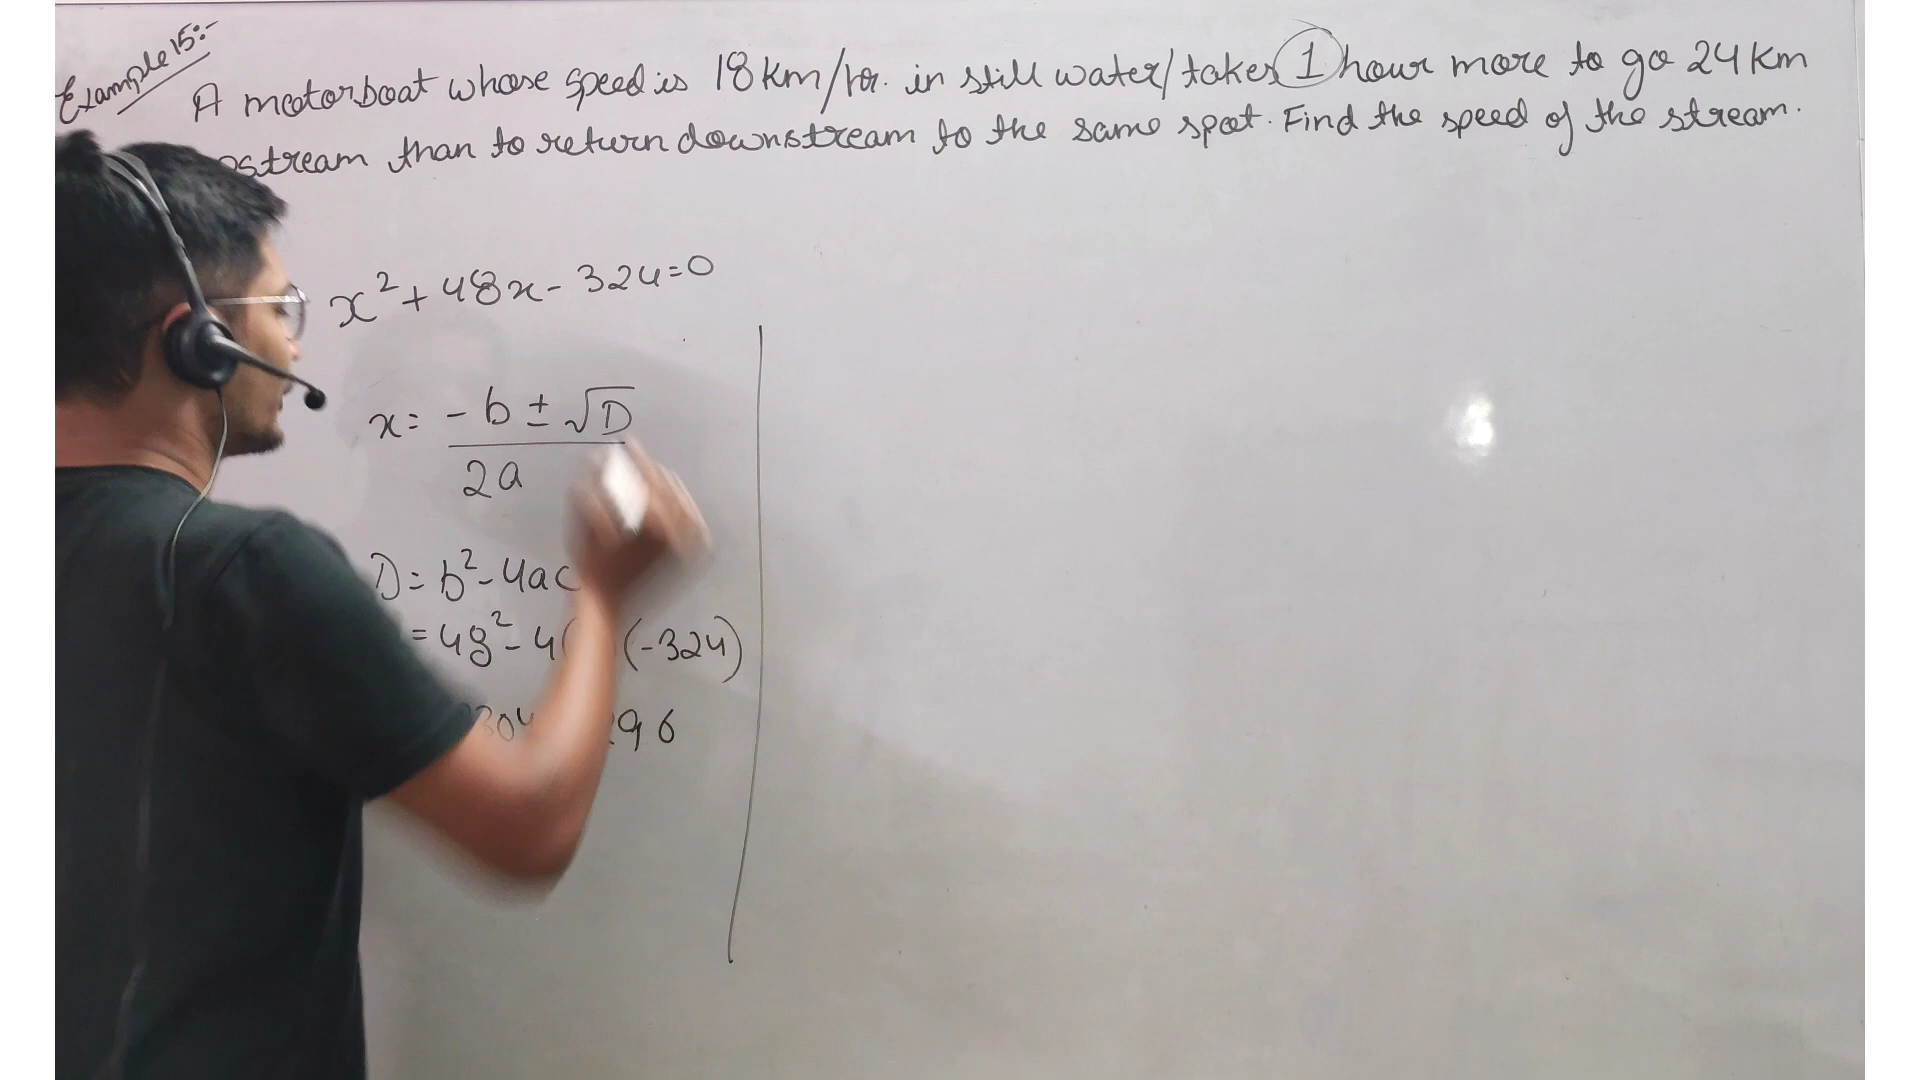 Example 15:-
A motorboat whose speed is 18 km/hr. in still water/takes 1 hour more to go 24 km
stream than to return downstream to the same spot. Find the speed of the stream.
x² + 48x - 324 = 0
x = -b ± √D
2a
D = b² - 4ac
= 48² - 4( (-324)
304 296